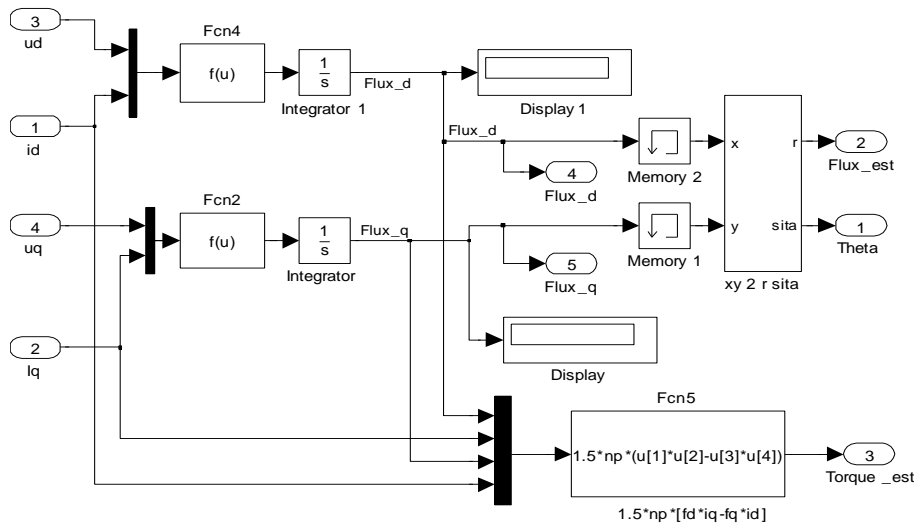 3
ud
Fcn4
f(u)
1
s
Integrator 1
Flux_d
Display 1
1
id
Flux_d
4
Flux_d
Memory 2
x
y
r
sita
xy 2 r sita
2
Flux_est
1
Theta
4
uq
Fcn2
f(u)
1
s
Integrator
Flux_q
5
Flux_q
Memory 1
Display
2
Iq
Fcn5
1.5*np*(u[1]*u[2]-u[3]*u[4])
1.5*np*[fd*iq-fq*id]
3
Torque _est